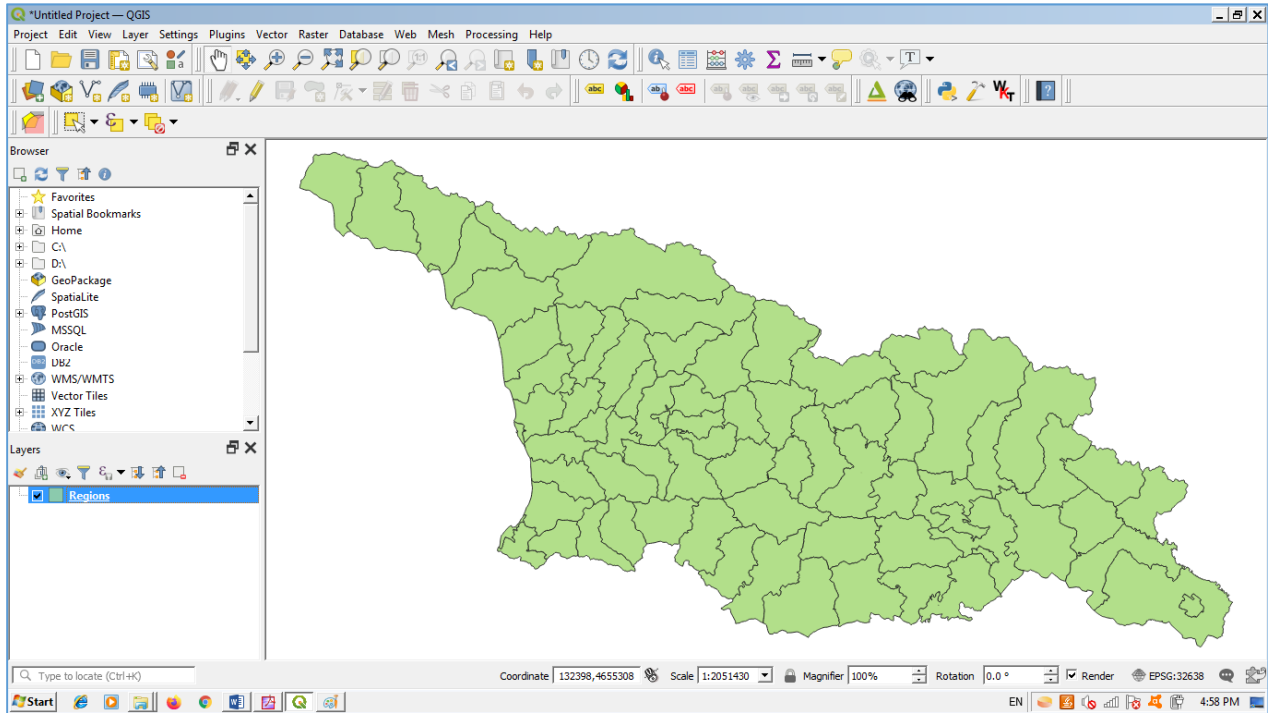 *Untitled Project — QGIS
Project Edit View Layer Settings Plugins Vector Raster Database Web Mesh Processing Help
Browser
Favorites
Spatial Bookmarks
Home
C:\
D:\
GeoPackage
SpatiaLite
PostGIS
MSSQL
Oracle
DB2
WMS/WMTS
Vector Tiles
XYZ Tiles
WCS
Layers
Regions
Type to locate (Ctrl+K)
Coordinate 132398,4655308 Scale 1:2051430 Magnifier 100% Rotation 0.0 ° Render EPSG:32638
Start EN 4:58 PM